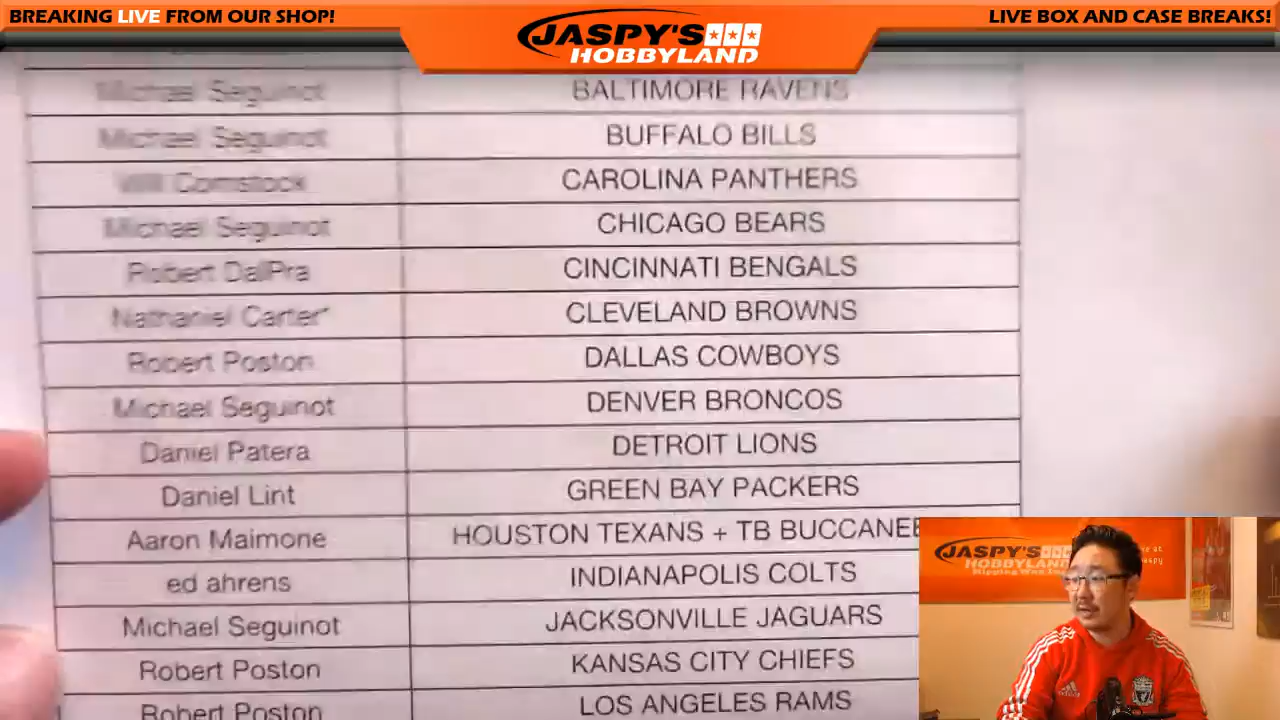 BREAKING LIVE FROM OUR SHOP!
JASPY'S
HOBBYLAND
LIVE BOX AND CASE BREAKS!
Michael Seguinot BALTIMORE RAVENS
Michael Seguinot BUFFALO BILLS
Will Comstock CAROLINA PANTHERS
Michael Seguinot CHICAGO BEARS
Robert DalPra CINCINNATI BENGALS
Nathaniel Carter* CLEVELAND BROWNS
Robert Poston DALLAS COWBOYS
Michael Seguinot DENVER BRONCOS
Daniel Patera DETROIT LIONS
Daniel Lint GREEN BAY PACKERS
Aaron Maimone HOUSTON TEXANS + TB BUCCANEE
ed ahrens INDIANAPOLIS COLTS
Michael Seguinot JACKSONVILLE JAGUARS
Robert Poston KANSAS CITY CHIEFS
Robert Poston LOS ANGELES RAMS
JASPY'S
HOBBYLAND
adidas